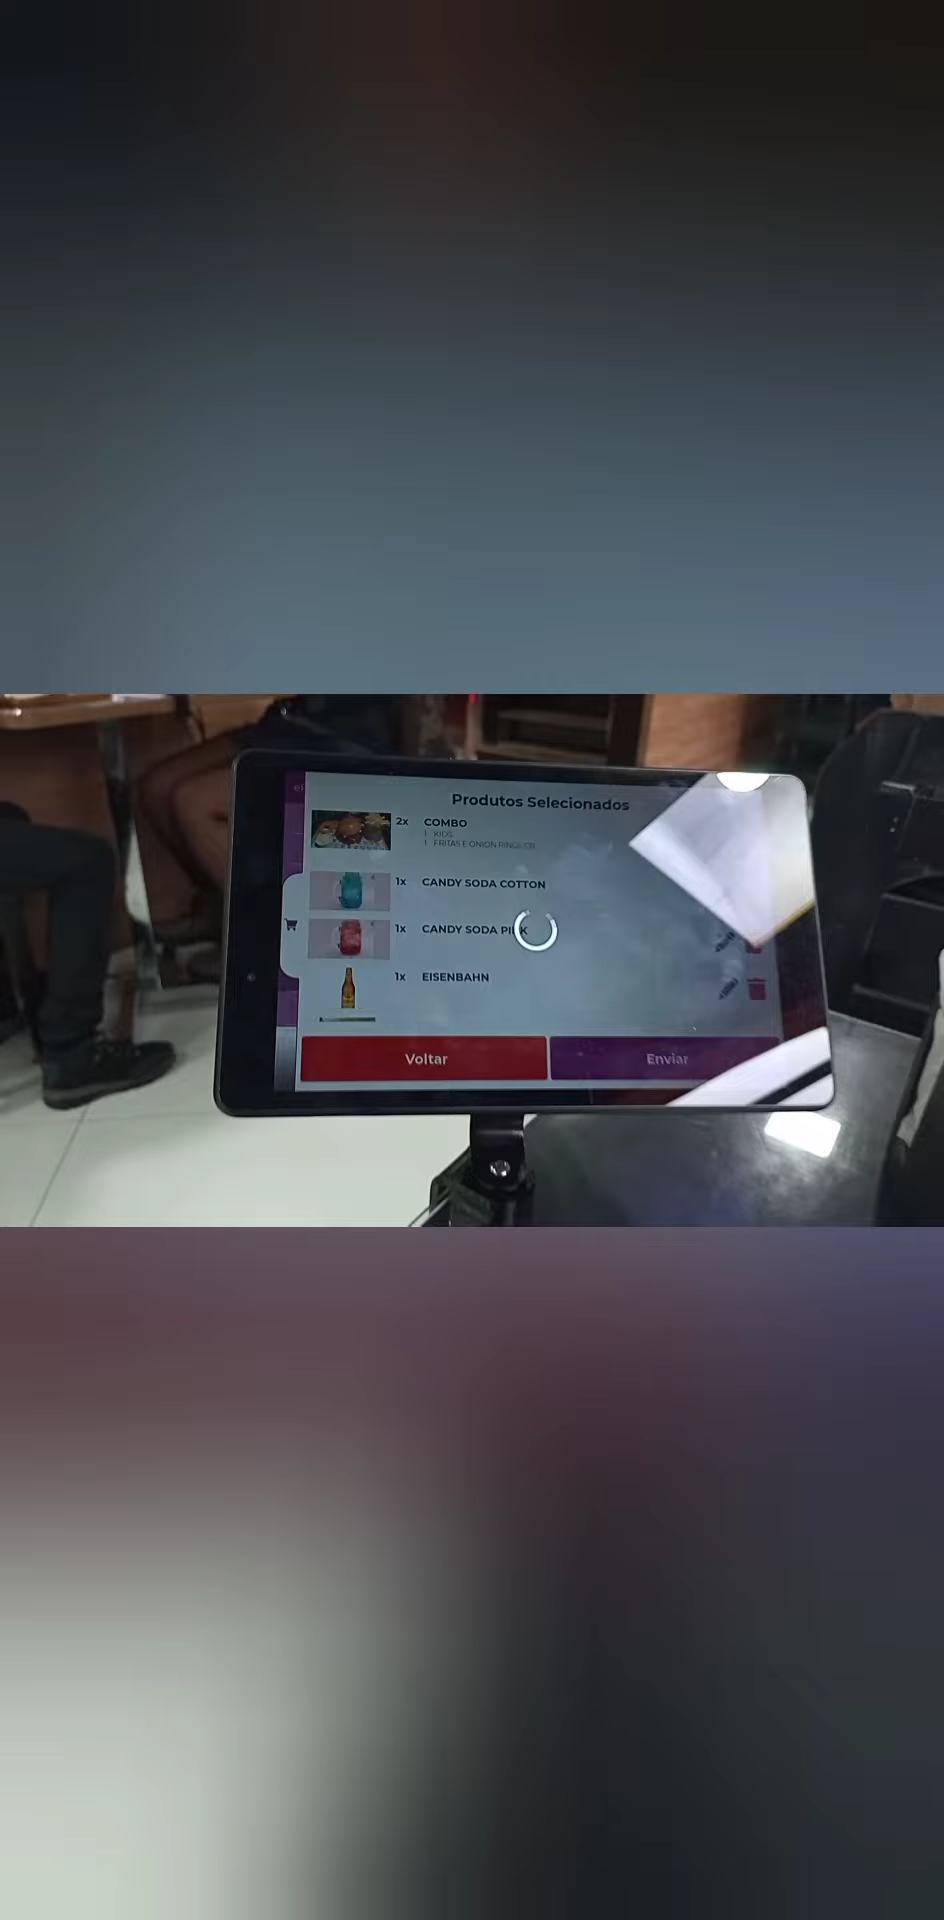 Produtos Selecionados
2x COMBO
1 KIDS
1 FRITAS E ONION RINGS
1x CANDY SODA COTTON
1x CANDY SODA PINK
1x EISENBAHN
Voltar Enviar